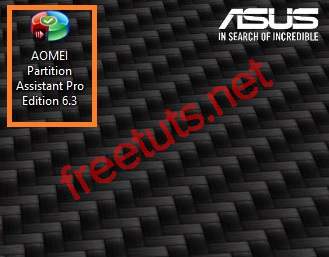 AOMEI
Partition
Assistant Pro
Edition 6.3
ASUS
IN SEARCH OF INCREDIBLE
freetuts.net